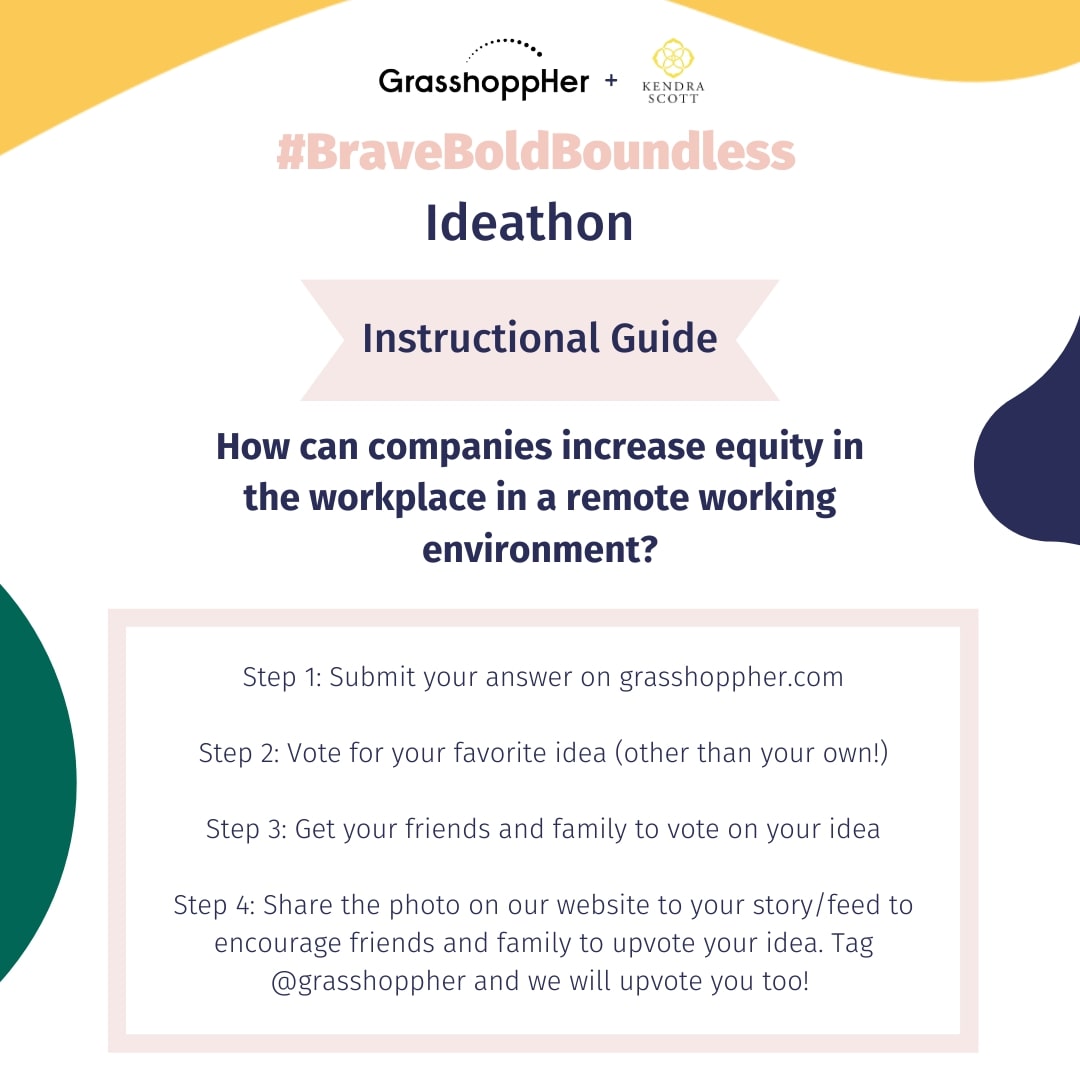 GrasshoppHer + KENDRA SCOTT
#BraveBoldBoundless
Ideathon
Instructional Guide
How can companies increase equity in
the workplace in a remote working
environment?
Step 1: Submit your answer on grasshoppher.com
Step 2: Vote for your favorite idea (other than your own!)
Step 3: Get your friends and family to vote on your idea
Step 4: Share the photo on our website to your story/feed to
encourage friends and family to upvote your idea. Tag
@grasshoppher and we will upvote you too!